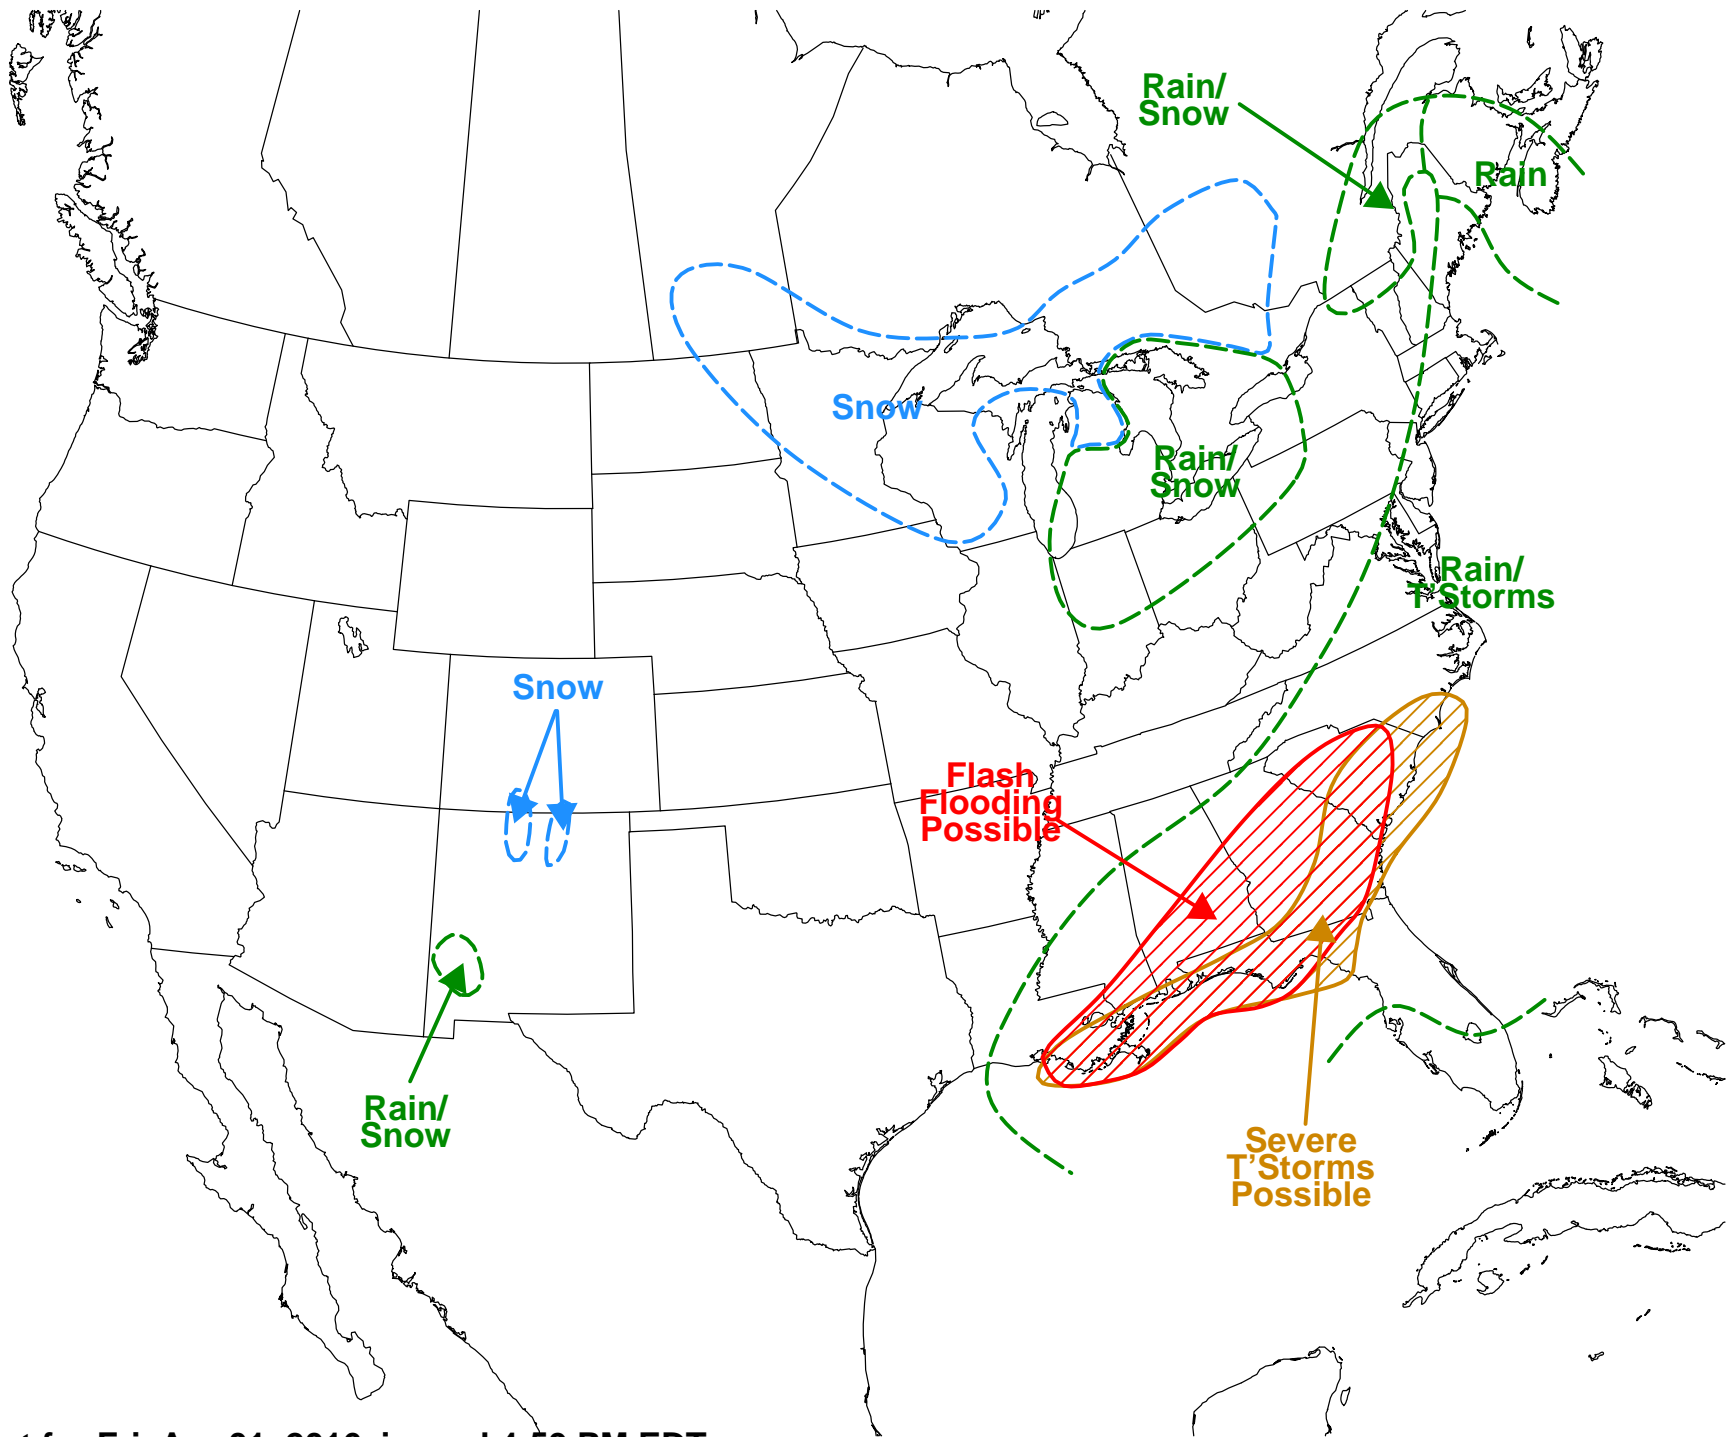 Rain/
Snow
Rain
Snow
Rain/
Snow
Rain/
T'Storms
Snow
Flash
Flooding
Possible
Rain/
Snow
Severe
T'Storms
Possible